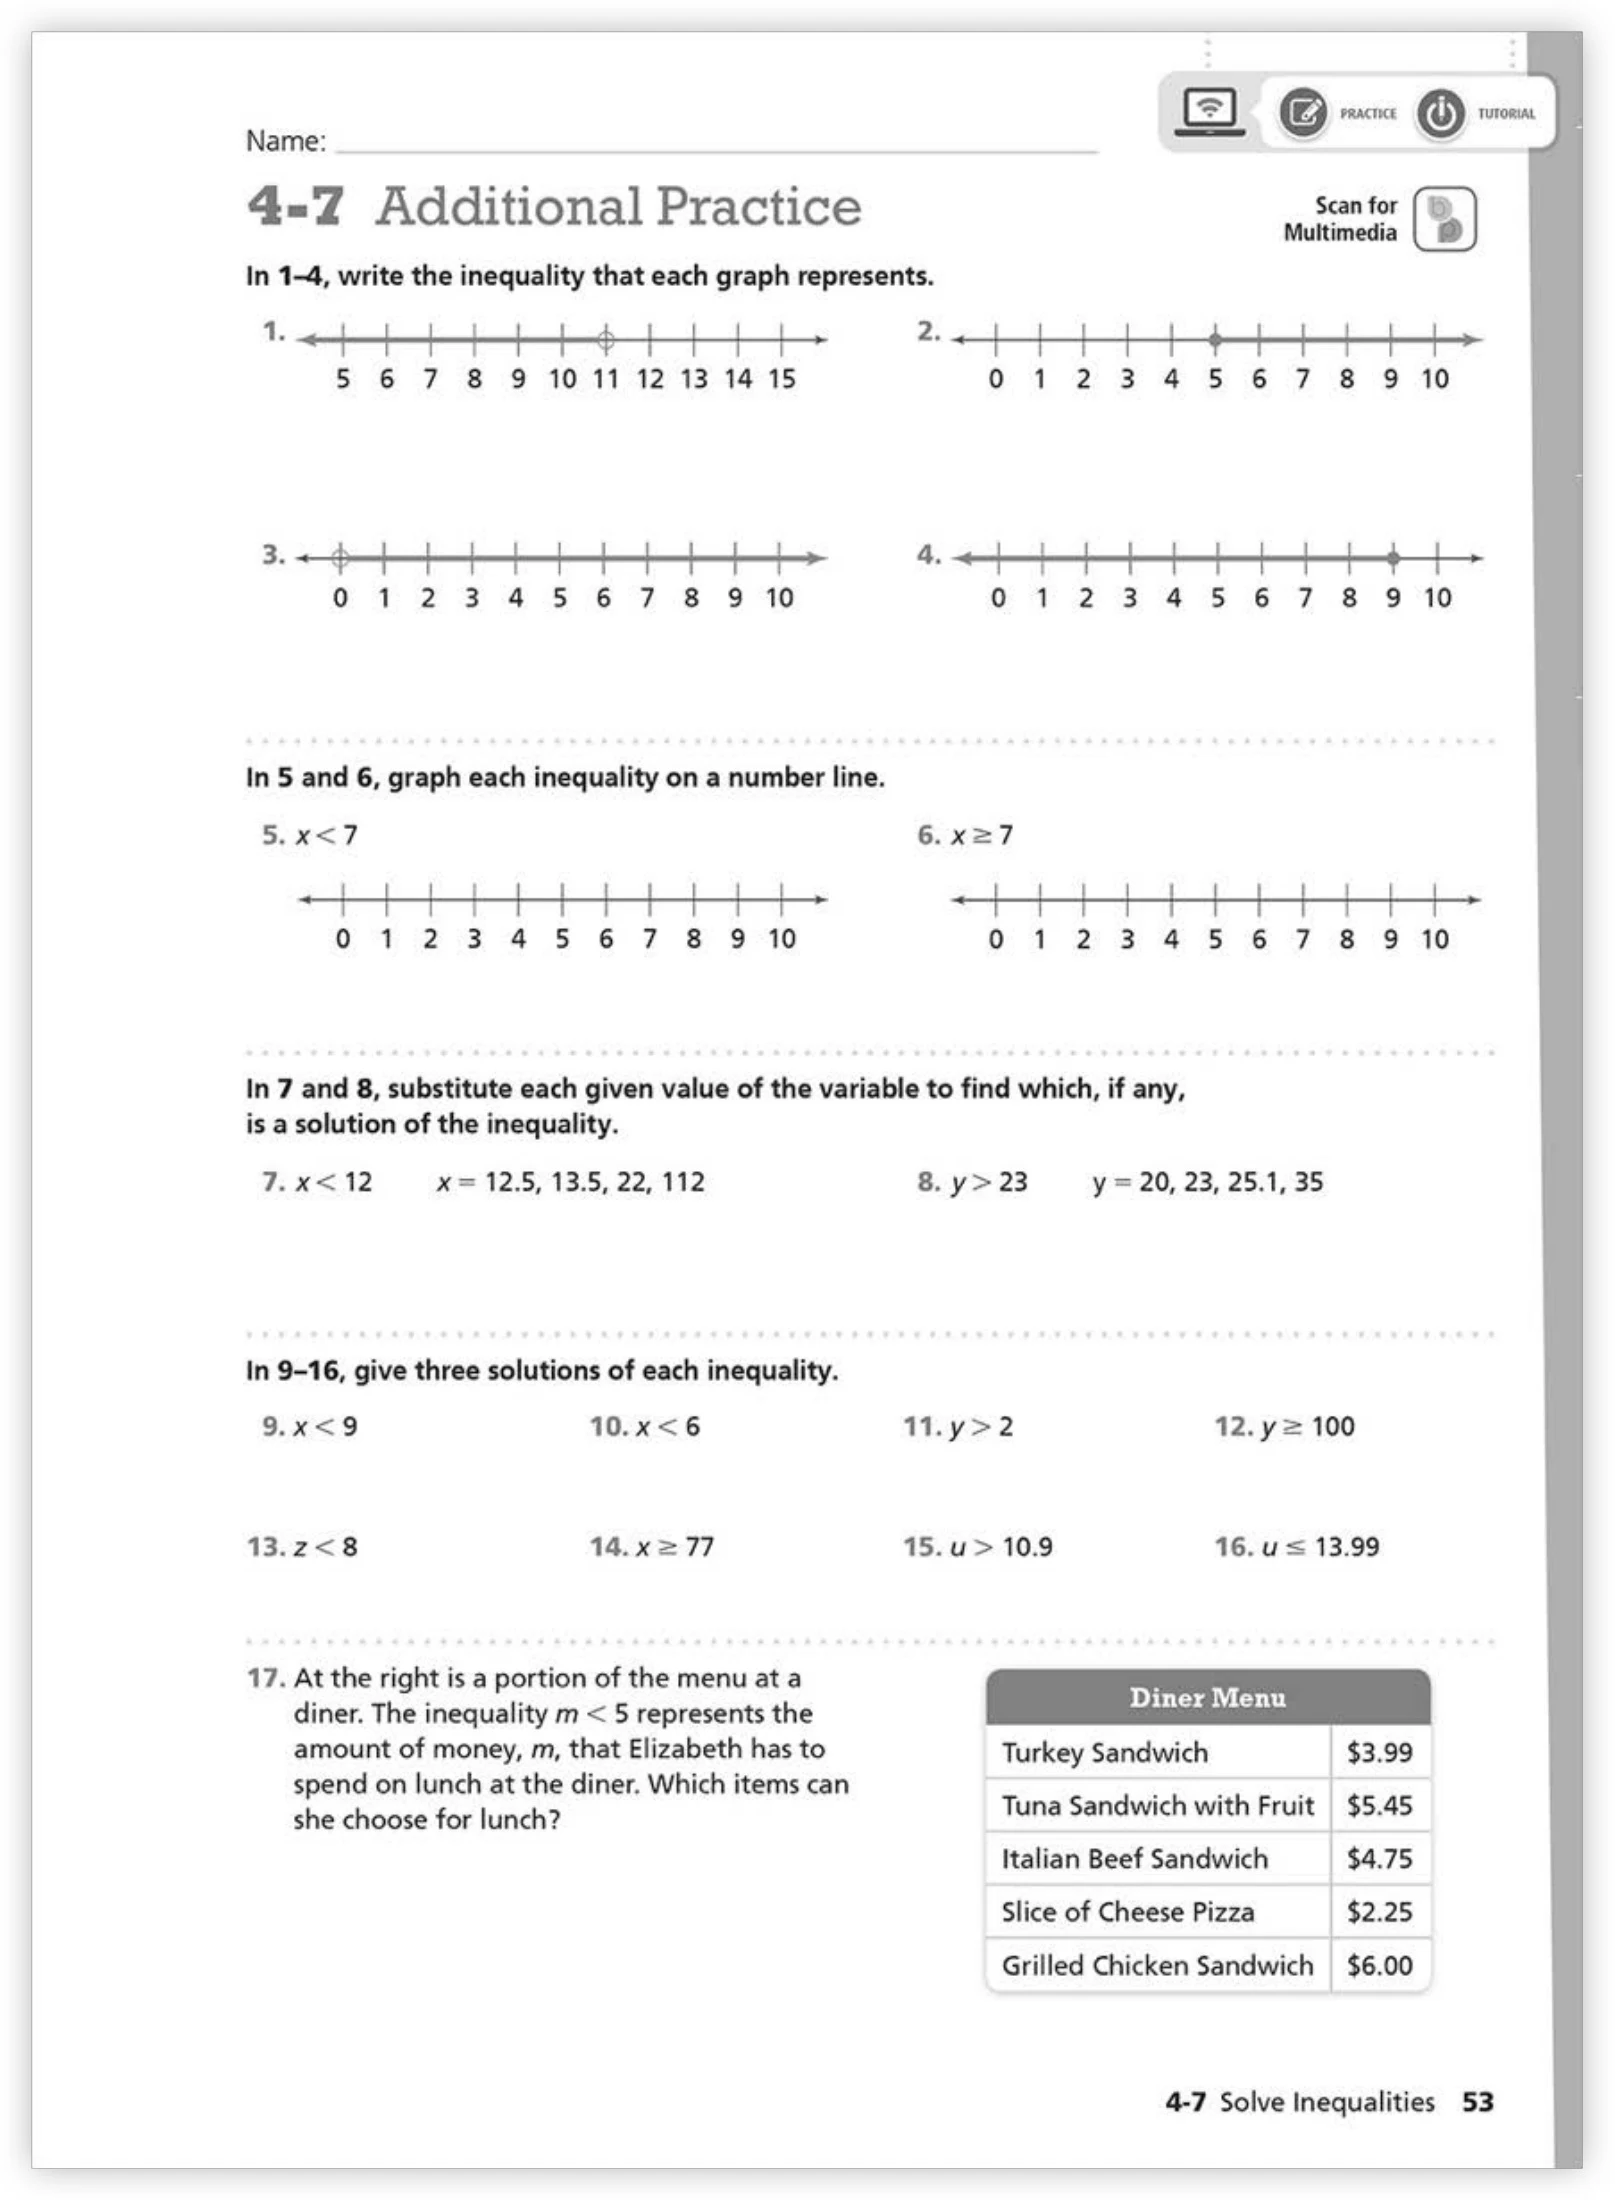 PRACTICE TUTORIAL
Name:
4-7 Additional Practice
Scan for
Multimedia
In 1–4, write the inequality that each graph represents.
1.
5 6 7 8 9 10 11 12 13 14 15
2.
0 1 2 3 4 5 6 7 8 9 10
3.
0 1 2 3 4 5 6 7 8 9 10
4.
0 1 2 3 4 5 6 7 8 9 10
In 5 and 6, graph each inequality on a number line.
5. x < 7
0 1 2 3 4 5 6 7 8 9 10
6. x ≥ 7
0 1 2 3 4 5 6 7 8 9 10
In 7 and 8, substitute each given value of the variable to find which, if any,
is a solution of the inequality.
7. x < 12 x = 12.5, 13.5, 22, 112
8. y > 23 y = 20, 23, 25.1, 35
In 9–16, give three solutions of each inequality.
9. x < 9
10. x < 6
11. y > 2
12. y ≥ 100
13. z < 8
14. x ≥ 77
15. u > 10.9
16. u ≤ 13.99
17. At the right is a portion of the menu at a
diner. The inequality m < 5 represents the
amount of money, m, that Elizabeth has to
spend on lunch at the diner. Which items can
she choose for lunch?
Diner Menu
Turkey Sandwich $3.99
Tuna Sandwich with Fruit $5.45
Italian Beef Sandwich $4.75
Slice of Cheese Pizza $2.25
Grilled Chicken Sandwich $6.00
4-7 Solve Inequalities 53